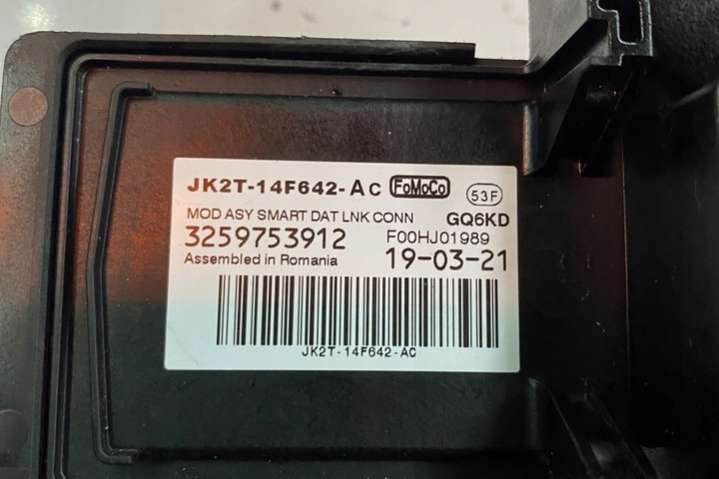 JK2T-14F642-AC FoMoCo 53F
MOD ASY SMART DAT LNK CONN GQ6KD
3259753912 F00HJ01989
Assembled in Romania 19-03-21
JK2T-14F642-AC